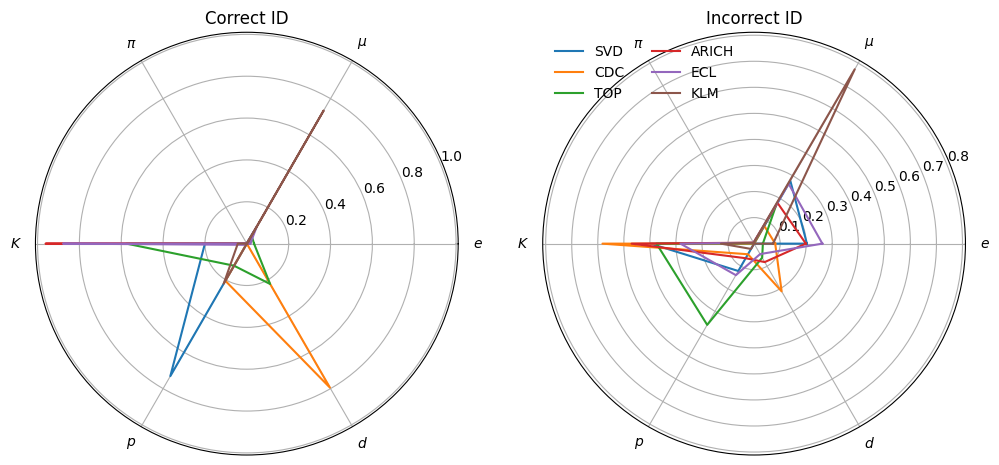 Correct ID
π
μ
1.0
0.8
0.6
0.4
0.2
K
e
p
d
Incorrect ID
π
μ
SVD
CDC
TOP
ARICH
ECL
KLM
0.8
0.7
0.6
0.5
0.4
0.3
0.2
0.1
K
e
p
d